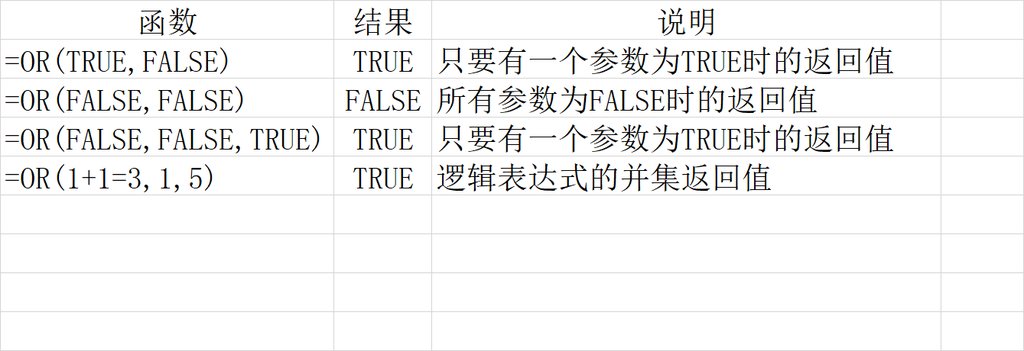 函数 结果 说明
=OR(TRUE,FALSE) TRUE 只要有一个参数为TRUE时的返回值
=OR(FALSE,FALSE) FALSE 所有参数为FALSE时的返回值
=OR(FALSE,FALSE,TRUE) TRUE 只要有一个参数为TRUE时的返回值
=OR(1+1=3,1,5) TRUE 逻辑表达式的并集返回值